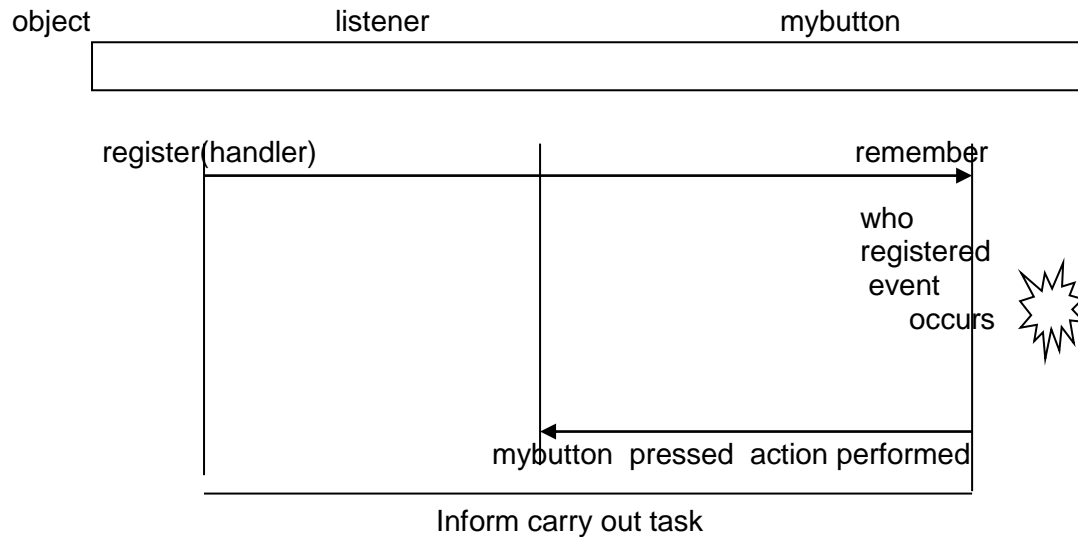 object listener mybutton
register(handler) remember
who
registered
event
occurs
mybutton pressed action performed
Inform carry out task